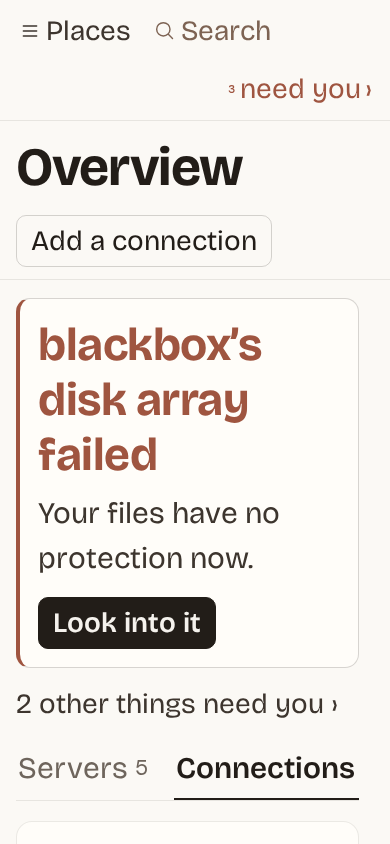 Places Search
3 need you ›
Overview
Add a connection
blackbox’s
disk array
failed
Your files have no
protection now.
Look into it
2 other things need you ›
Servers 5 Connections